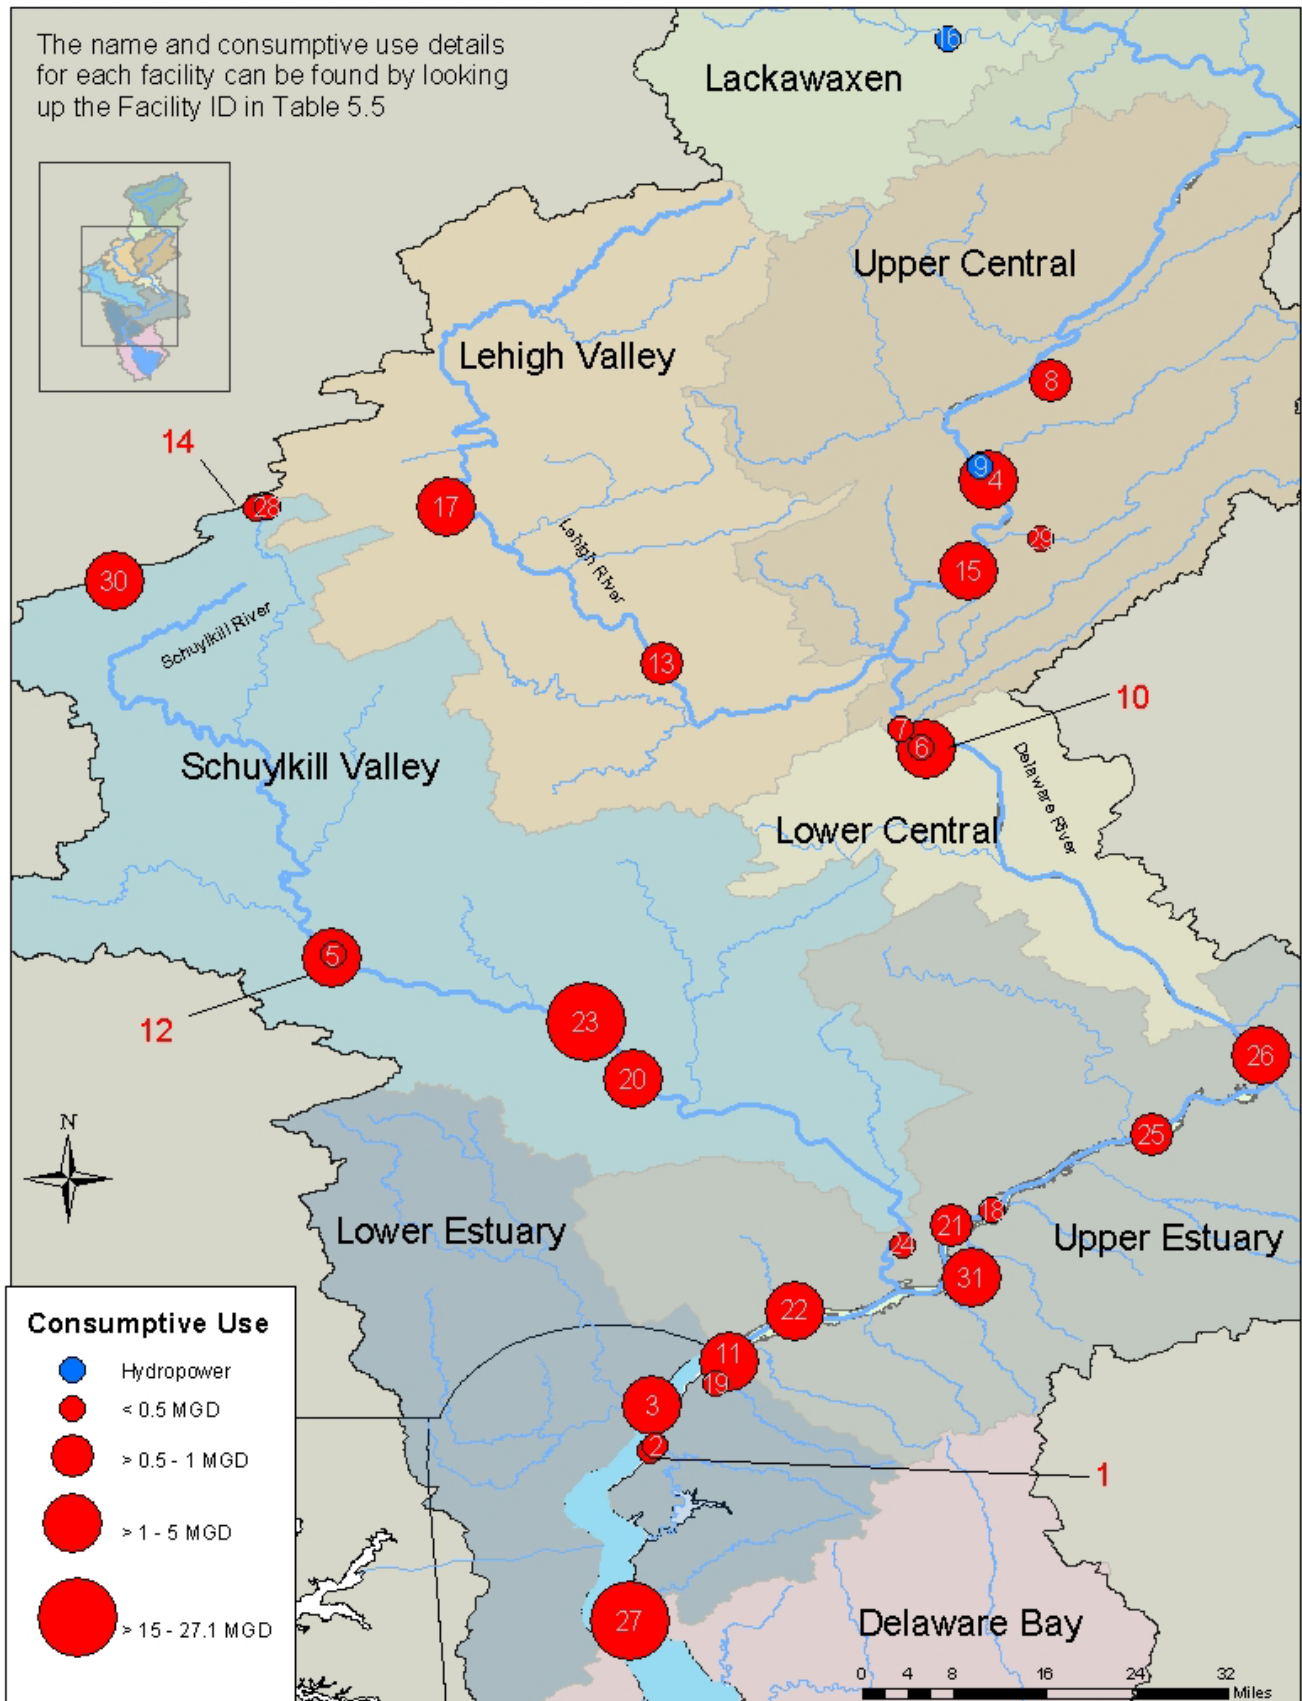 The name and consumptive use details
for each facility can be found by looking
up the Facility ID in Table 5.5
16
Lackawaxen
Upper Central
Lehigh Valley
8
14
9
4
28
17
29
30
15
Lehigh River
Schuylkill River
13
10
7
6
Delaware River
Schuylkill Valley
Lower Central
5
12
23
26
20
N
25
18
21
24
Lower Estuary
Upper Estuary
31
22
11
19
3
2
1
27
Delaware Bay
Consumptive Use
Hydropower
< 0.5 MGD
> 0.5 - 1 MGD
> 1 - 5 MGD
> 15 - 27.1 MGD
0 4 8 16 24 32
Miles